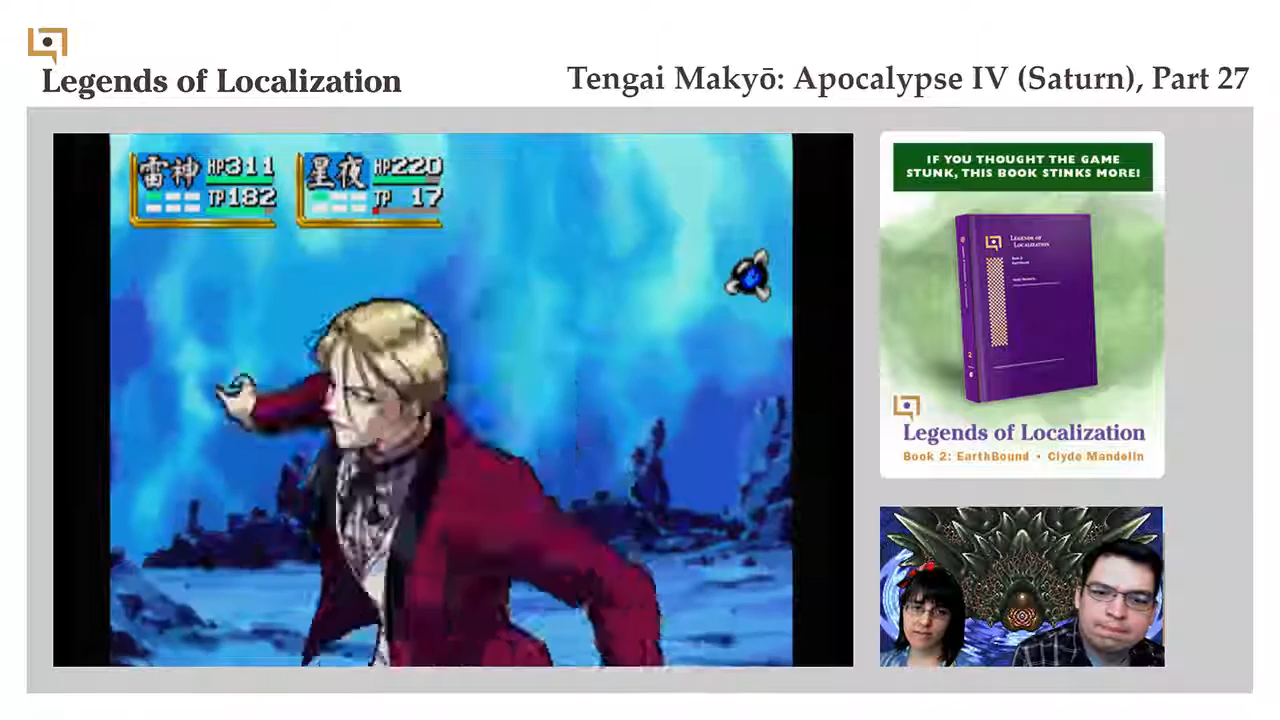 Legends of Localization
Tengai Makyō: Apocalypse IV (Saturn), Part 27
雷神 HP311
TP182
星夜 HP220
TP 17
IF YOU THOUGHT THE GAME
STUNK, THIS BOOK STINKS MORE!
LEGENDS OF
LOCALIZATION
Legends of Localization
Book 2: EarthBound • Clyde Mandelin